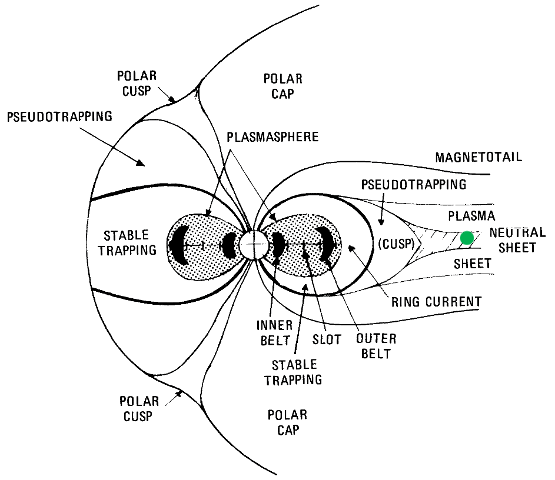 POLAR
CUSP
POLAR
CAP
PSEUDOTRAPPING
PLASMASPHERE
MAGNETOTAIL
PSEUDOTRAPPING
PLASMA
STABLE
TRAPPING
(CUSP)
NEUTRAL
SHEET
SHEET
RING CURRENT
INNER
BELT
SLOT
OUTER
BELT
STABLE
TRAPPING
POLAR
CUSP
POLAR
CAP